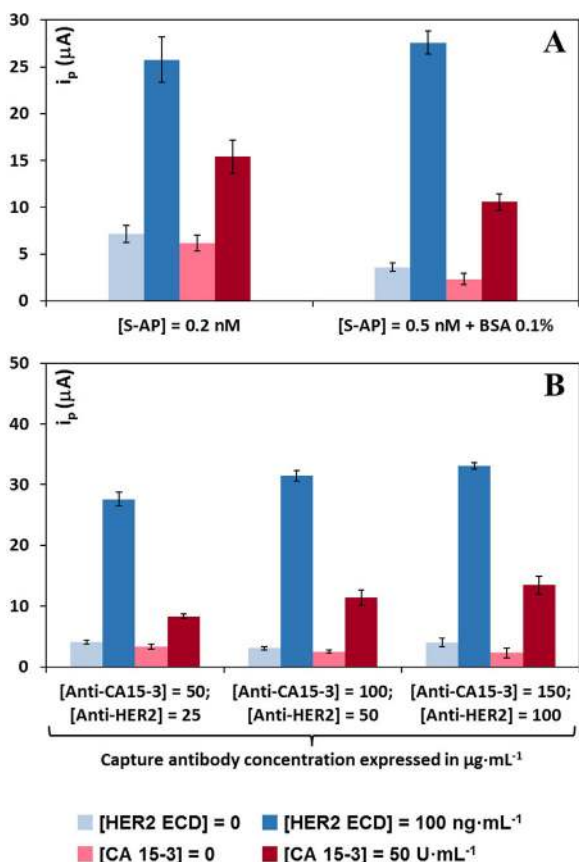 30
25
20
15
10
5
0
iₚ (µA)
A
[S-AP] = 0.2 nM
[S-AP] = 0.5 nM + BSA 0.1%
50
40
30
20
10
0
iₚ (µA)
B
[Anti-CA15-3] = 50;
[Anti-HER2] = 25
[Anti-CA15-3] = 100;
[Anti-HER2] = 50
[Anti-CA15-3] = 150;
[Anti-HER2] = 100
Capture antibody concentration expressed in µg·mL⁻¹
[HER2 ECD] = 0
[HER2 ECD] = 100 ng·mL⁻¹
[CA 15-3] = 0
[CA 15-3] = 50 U·mL⁻¹